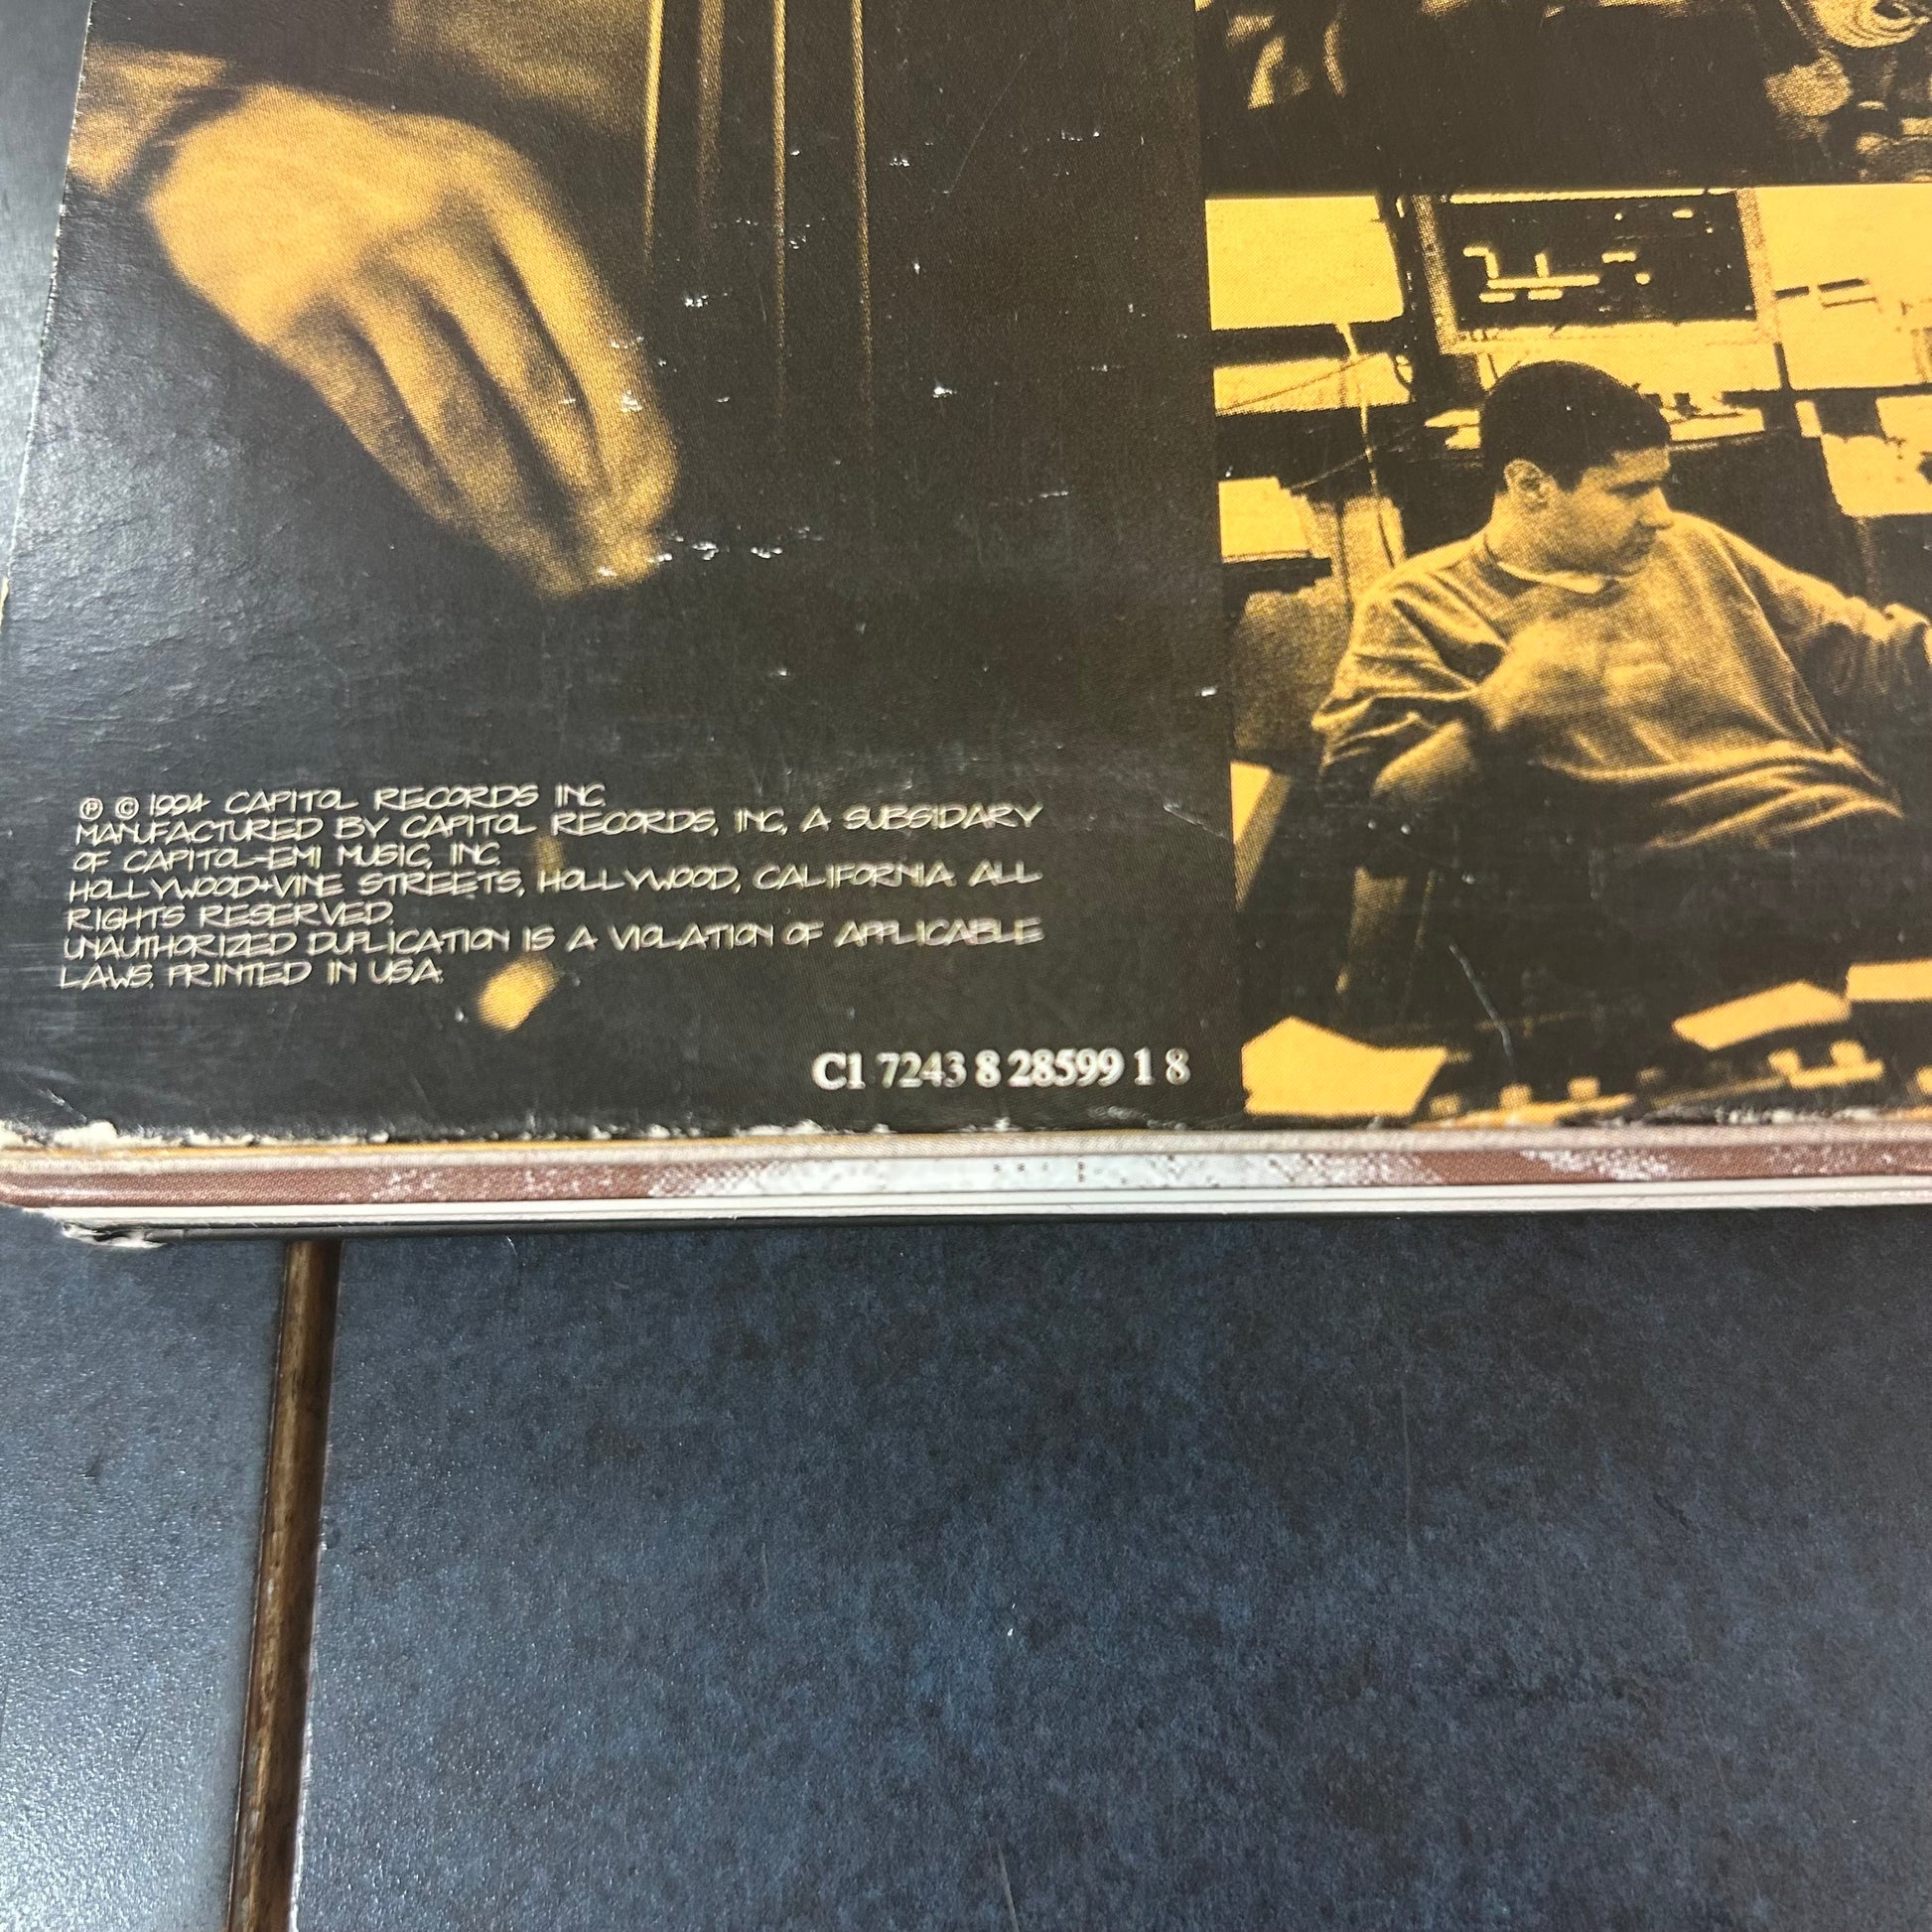 ℗ © 1994 CAPITOL RECORDS INC.
MANUFACTURED BY CAPITOL RECORDS, INC., A SUBSIDIARY
OF CAPITOL-EMI MUSIC, INC.
HOLLYWOOD+VINE STREETS, HOLLYWOOD, CALIFORNIA. ALL
RIGHTS RESERVED.
UNAUTHORIZED DUPLICATION IS A VIOLATION OF APPLICABLE
LAWS. PRINTED IN USA.
C1 7243 8 28599 1 8